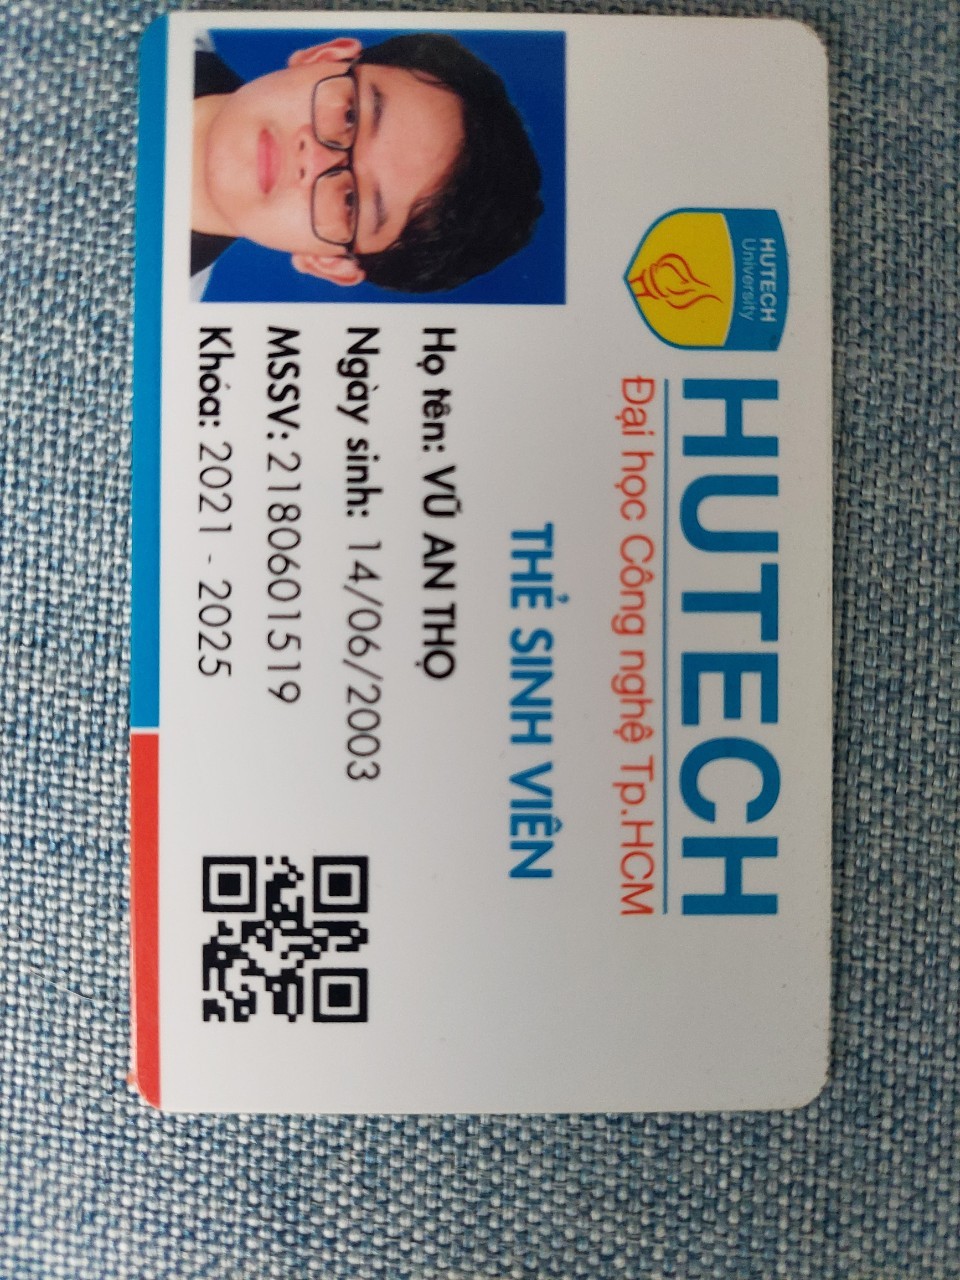 HUTECH
University
HUTECH
Đại học Công nghệ Tp.HCM
THẺ SINH VIÊN
Họ tên: VŨ AN THỌ
Ngày sinh: 14/06/2003
MSSV: 2180601519
Khóa: 2021 - 2025